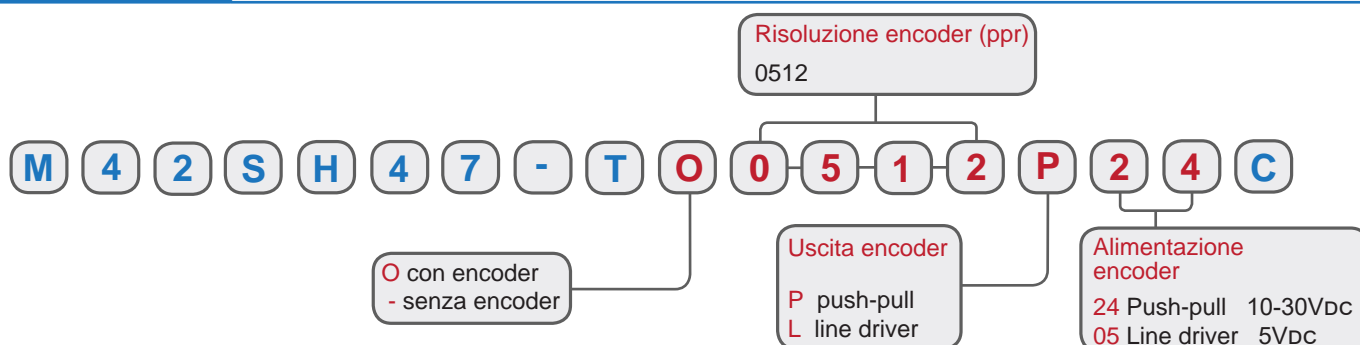 Risoluzione encoder (ppr)
0512
M 4 2 S H 4 7 - T O 0 5 1 2 P 2 4 C
O con encoder
- senza encoder
Uscita encoder
P push-pull
L line driver
Alimentazione
encoder
24 Push-pull 10-30VDC
05 Line driver 5VDC